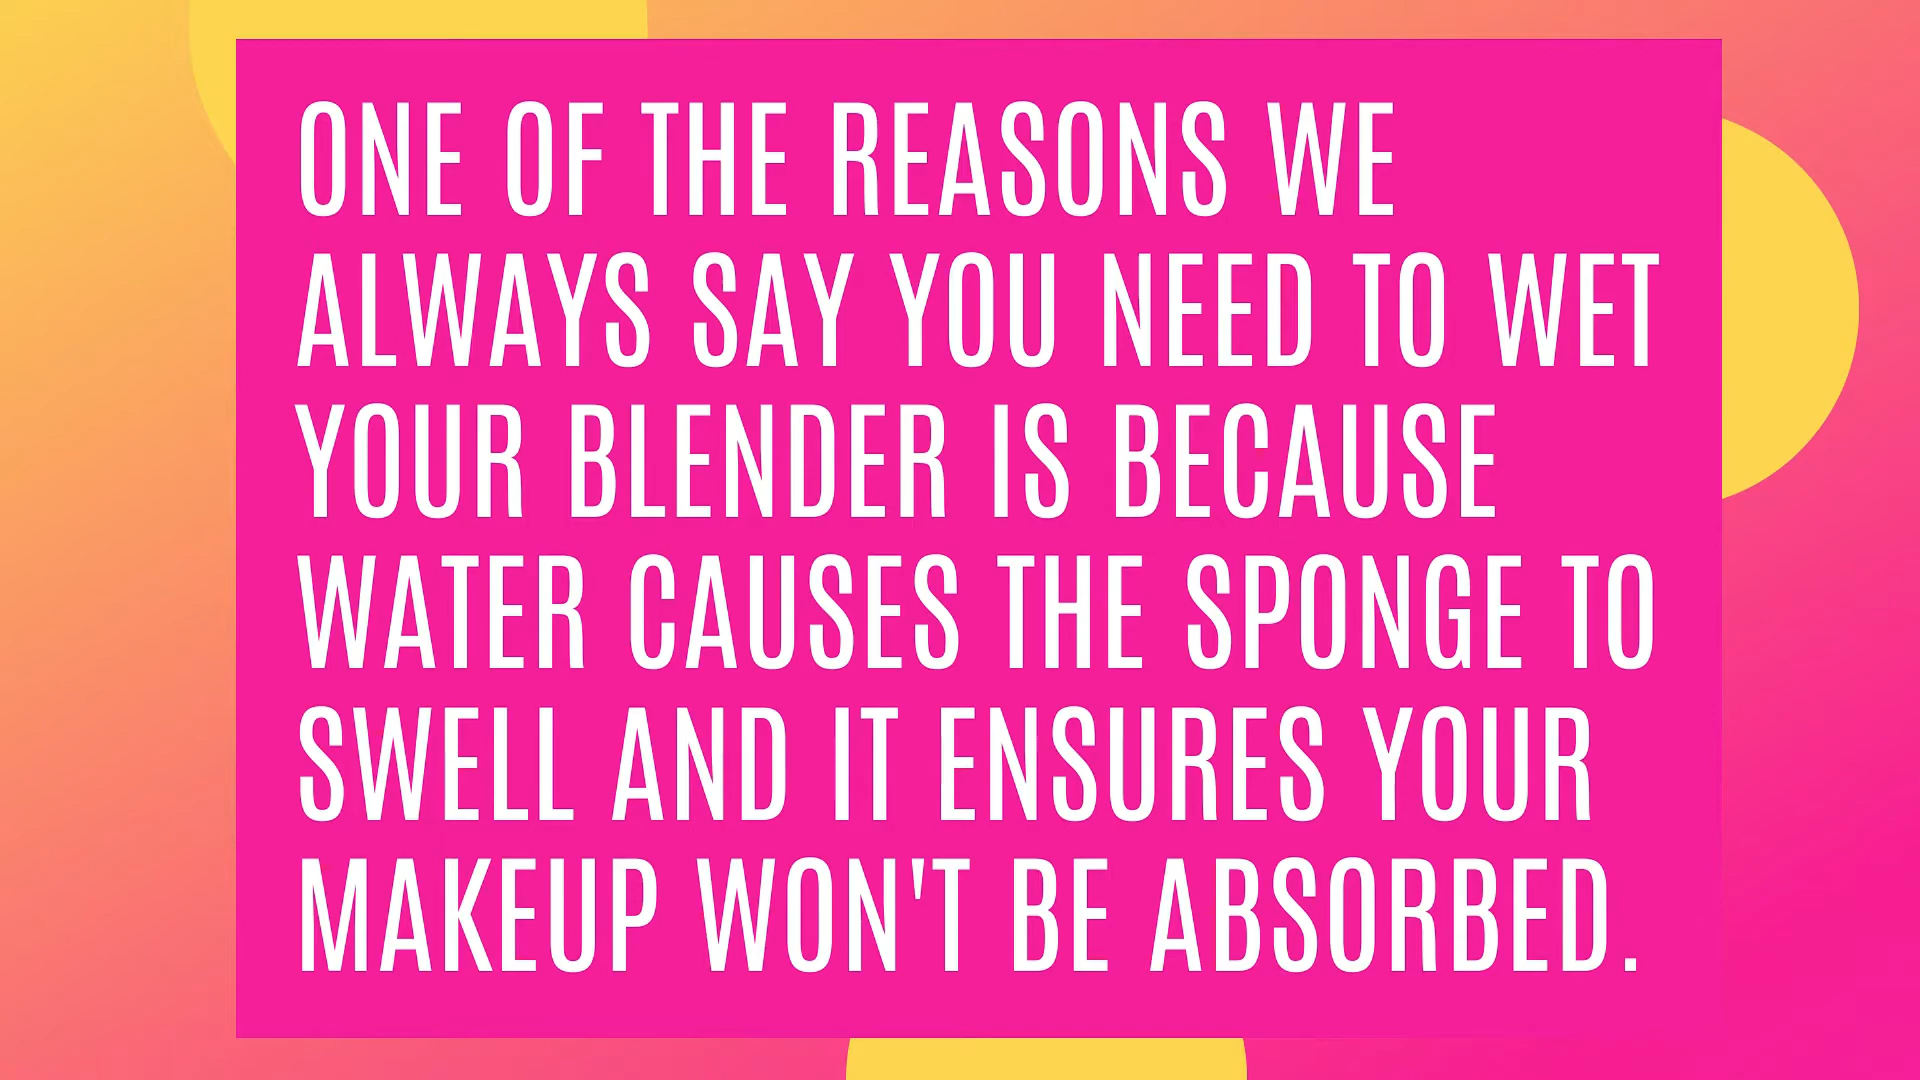 ONE OF THE REASONS WE
ALWAYS SAY YOU NEED TO WET
YOUR BLENDER IS BECAUSE
WATER CAUSES THE SPONGE TO
SWELL AND IT ENSURES YOUR
MAKEUP WON'T BE ABSORBED.